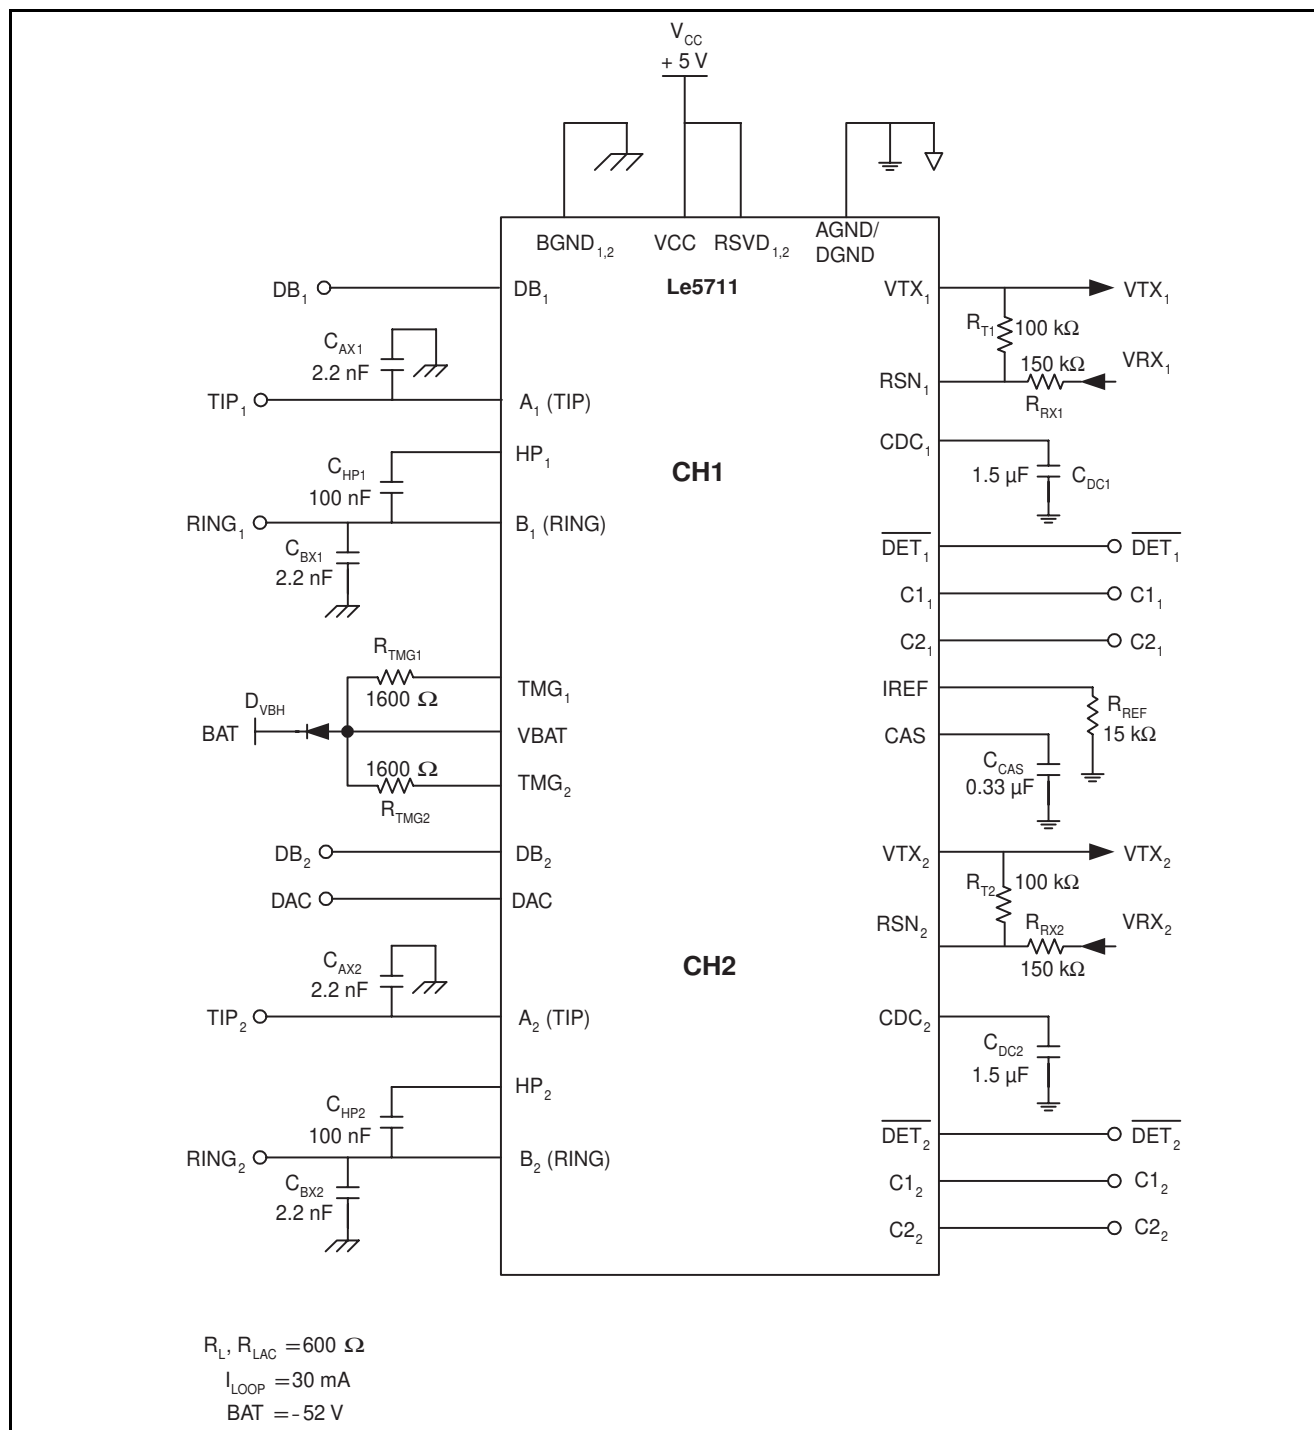 V_CC
+ 5 V
BGND_1,2 VCC RSVD_1,2 AGND/
DGND
Le5711
DB_1 DB_1 VTX_1 VTX_1
R_T1 100 kΩ
C_AX1
2.2 nF
150 kΩ VRX_1
RSN_1
R_RX1
TIP_1 A_1 (TIP)
CDC_1
HP_1
CH1
C_HP1
100 nF
1.5 µF C_DC1
RING_1 B_1 (RING)
C_BX1
2.2 nF
D̅E̅T̅_1 D̅E̅T̅_1
C1_1 C1_1
C2_1 C2_1
R_TMG1
1600 Ω
TMG_1
IREF
R_REF
15 kΩ
D_VBH
BAT VBAT
CAS
C_CAS
0.33 µF
1600 Ω
TMG_2
R_TMG2
DB_2 DB_2 VTX_2 VTX_2
R_T2 100 kΩ
DAC DAC
RSN_2
R_RX2 VRX_2
150 kΩ
C_AX2
2.2 nF
CH2
TIP_2 A_2 (TIP)
CDC_2
C_DC2
1.5 µF
HP_2
C_HP2
100 nF
D̅E̅T̅_2 D̅E̅T̅_2
RING_2 B_2 (RING)
C_BX2
2.2 nF
C1_2 C1_2
C2_2 C2_2
R_L, R_LAC = 600 Ω
I_LOOP = 30 mA
BAT = - 52 V